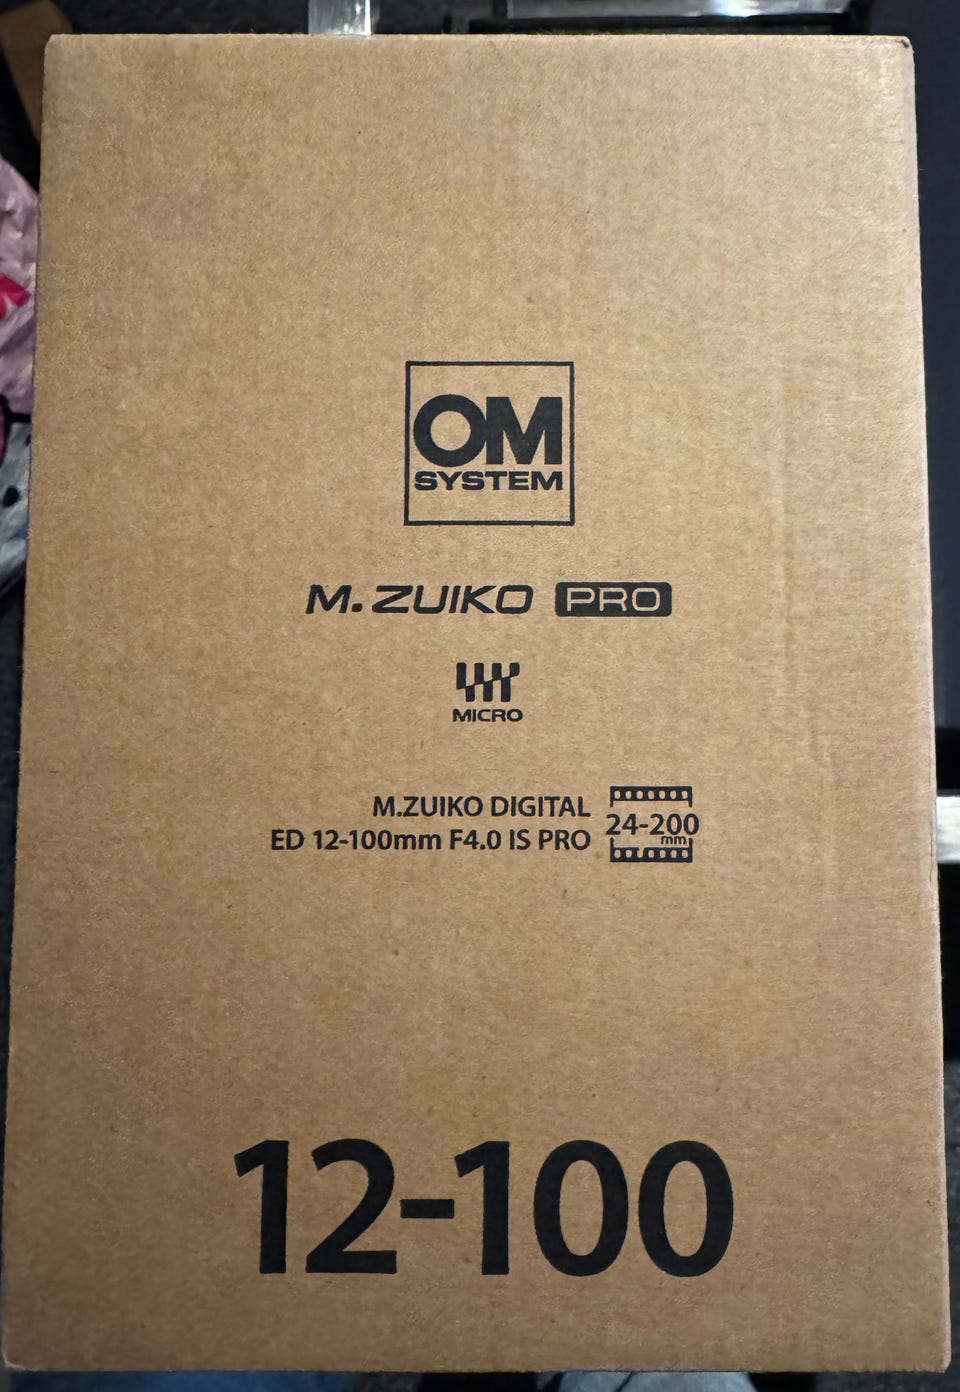 OM
SYSTEM
M.ZUIKO PRO
MICRO
M.ZUIKO DIGITAL
ED 12-100mm F4.0 IS PRO
24-200
mm
12-100